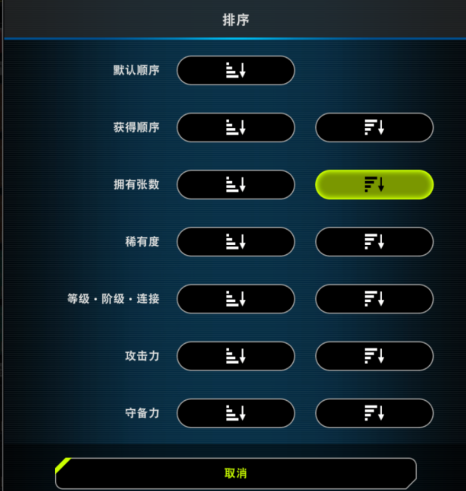 排序
默认顺序
获得顺序
拥有张数
稀有度
等级・阶级・连接
攻击力
守备力
取消